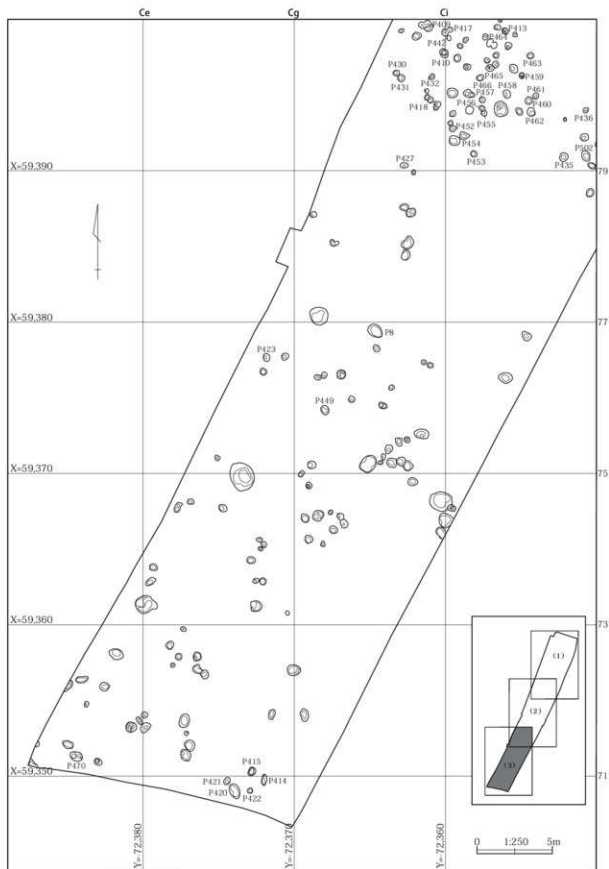 Ce Cg Ci
P409 P417 P413
P464
P442
P410 P463
P430 P465 P459
P431 P432 P466
P457 P458 P461
P418 P456 P460
P455 P462 P436
P452
P454
P453 P502
P435
P427
X=59,390 79
X=59,380 77
P8
P423
P449
X=59,370 75
X=59,360 73
(1)
(2)
(3)
P470
P415
X=59,350 71
P421 P414
P420 P422
0 1:250 5m
Y=-72,380 Y=-72,370 Y=-72,360